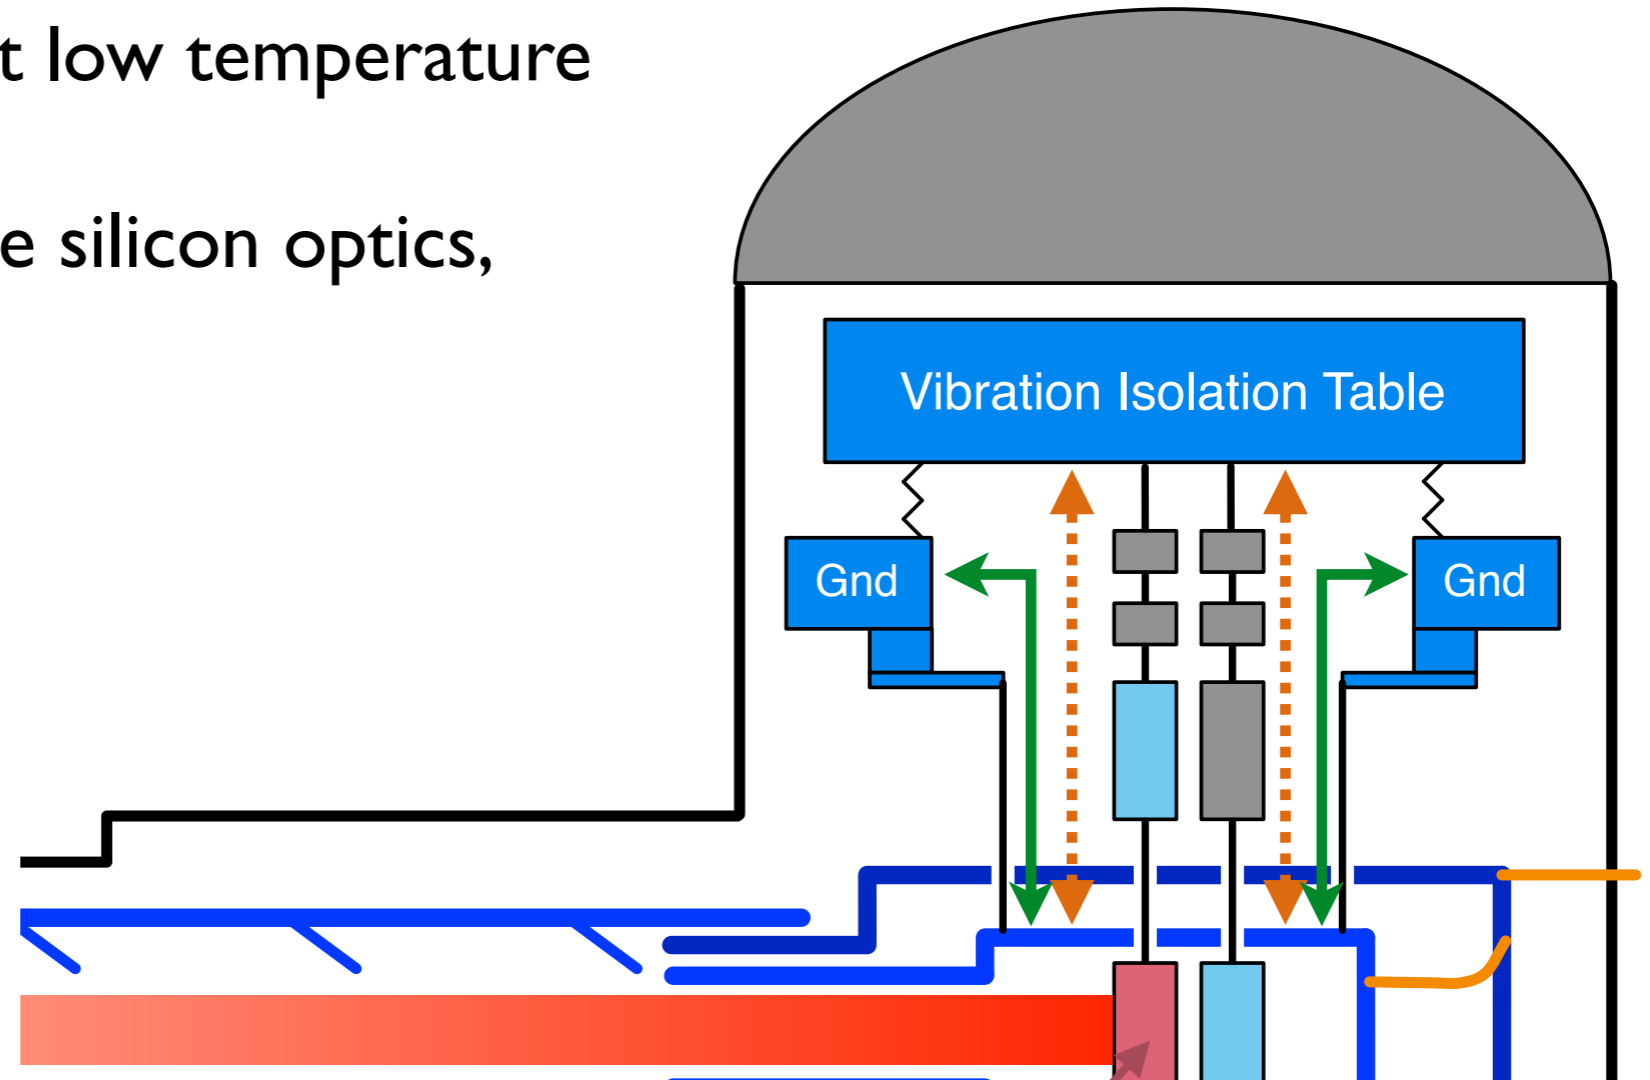 t low temperature
e silicon optics,
Vibration Isolation Table
Gnd
Gnd